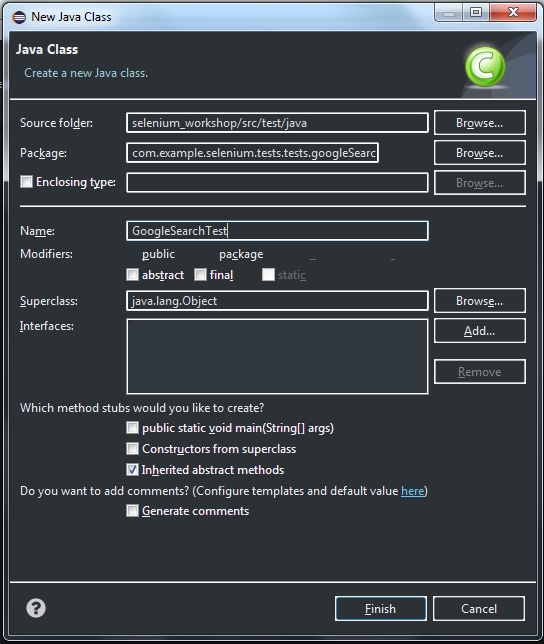 New Java Class
Java Class
Create a new Java class.
Source folder: selenium_workshop/src/test/java Browse...
Package: com.example.selenium.tests.tests.googleSearc Browse...
Enclosing type: Browse...
Name: GoogleSearchTest
Modifiers: public package
abstract final static
Superclass: java.lang.Object Browse...
Interfaces: Add...
Remove
Which method stubs would you like to create?
public static void main(String[] args)
Constructors from superclass
Inherited abstract methods
Do you want to add comments? (Configure templates and default value here)
Generate comments
Finish Cancel